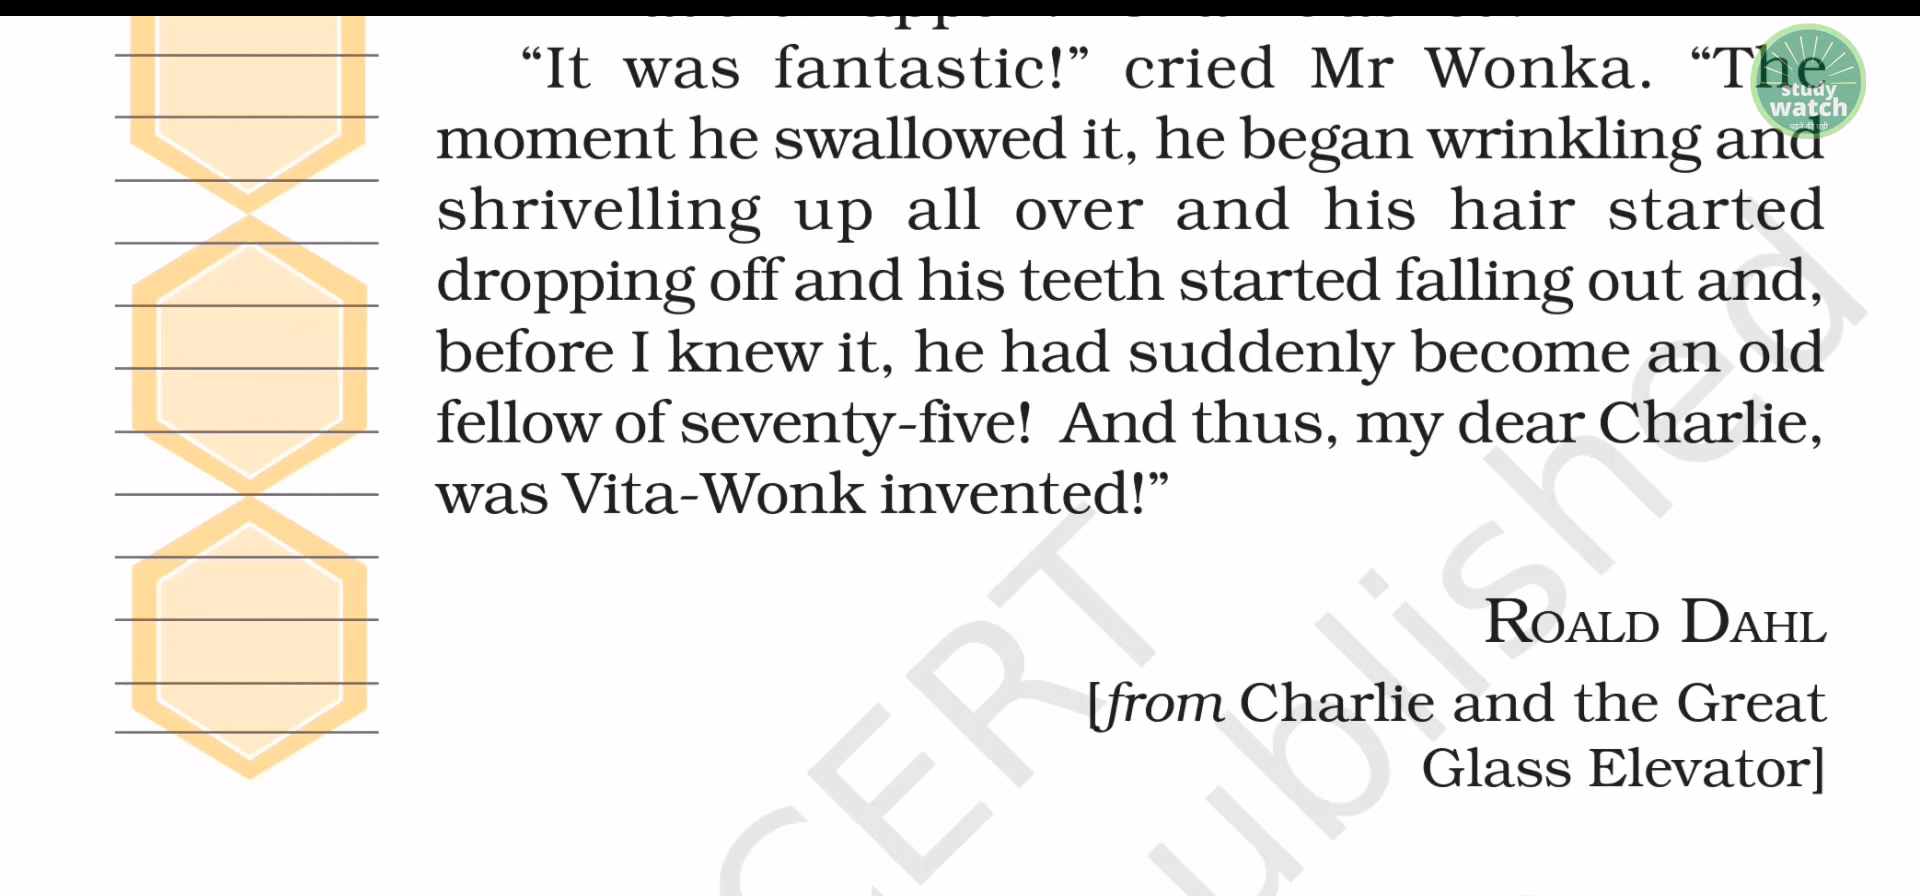 “It was fantastic!” cried Mr Wonka. “The
moment he swallowed it, he began wrinkling and
shrivelling up all over and his hair started
dropping off and his teeth started falling out and,
before I knew it, he had suddenly become an old
fellow of seventy-five! And thus, my dear Charlie,
was Vita-Wonk invented!”
ROALD DAHL
[from Charlie and the Great
Glass Elevator]
study
watch
CERT
ublished